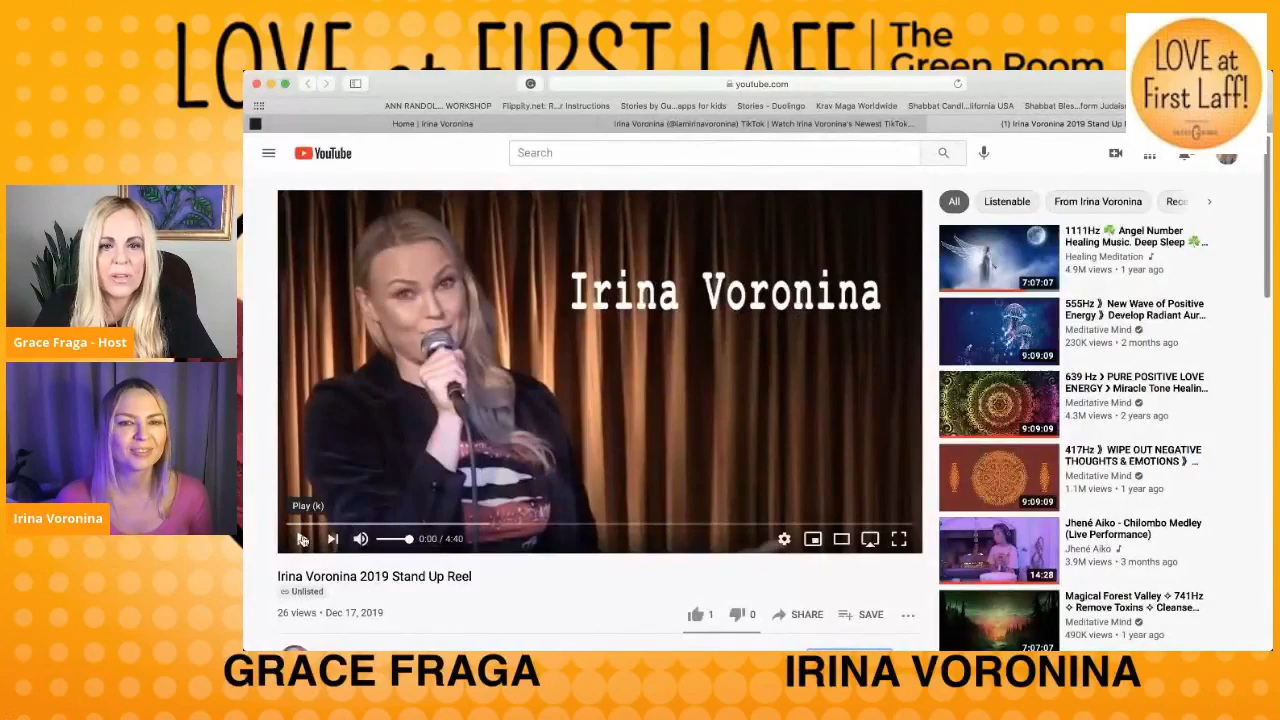 LOVE at FIRST LAFF
The
Green Room
LOVE at
First Laff!
youtube.com
ANN RANDOL... WORKSHOP
Flippity.net: R...r Instructions
Stories by Gu...apps for kids
Stories - Duolingo
Krav Maga Worldwide
Shabbat Candl...lifornia USA
Shabbat Bles...form Judais
Home | Irina Voronina
Irina Voronina (@iamirinavoronina) TikTok | Watch Irina Voronina's Newest TikTok...
(1) Irina Voronina 2019 Stand Up
YouTube
Search
Irina Voronina
Play (k)
0:00 / 4:40
Irina Voronina 2019 Stand Up Reel
Unlisted
26 views • Dec 17, 2019
1
0
SHARE
SAVE
All
Listenable
From Irina Voronina
Rece
1111Hz ☘ Angel Number
Healing Music. Deep Sleep ☘...
Healing Meditation ♪
4.9M views • 1 year ago
7:07:07
555Hz 》 New Wave of Positive
Energy 》 Develop Radiant Aur...
Meditative Mind
230K views • 2 months ago
9:09:09
639 Hz 》 PURE POSITIVE LOVE
ENERGY 》 Miracle Tone Healin...
Meditative Mind
4.3M views • 2 years ago
9:09:09
417Hz 》 WIPE OUT NEGATIVE
THOUGHTS & EMOTIONS 》...
Meditative Mind
1.1M views • 1 year ago
9:09:09
Jhené Aiko - Chilombo Medley
(Live Performance)
Jhené Aiko ♪
3.9M views • 3 months ago
14:28
Magical Forest Valley ✧ 741Hz
✧ Remove Toxins ✧ Cleanse...
Meditative Mind
490K views • 1 year ago
7:07:07
Grace Fraga - Host
Irina Voronina
GRACE FRAGA
IRINA VORONINA